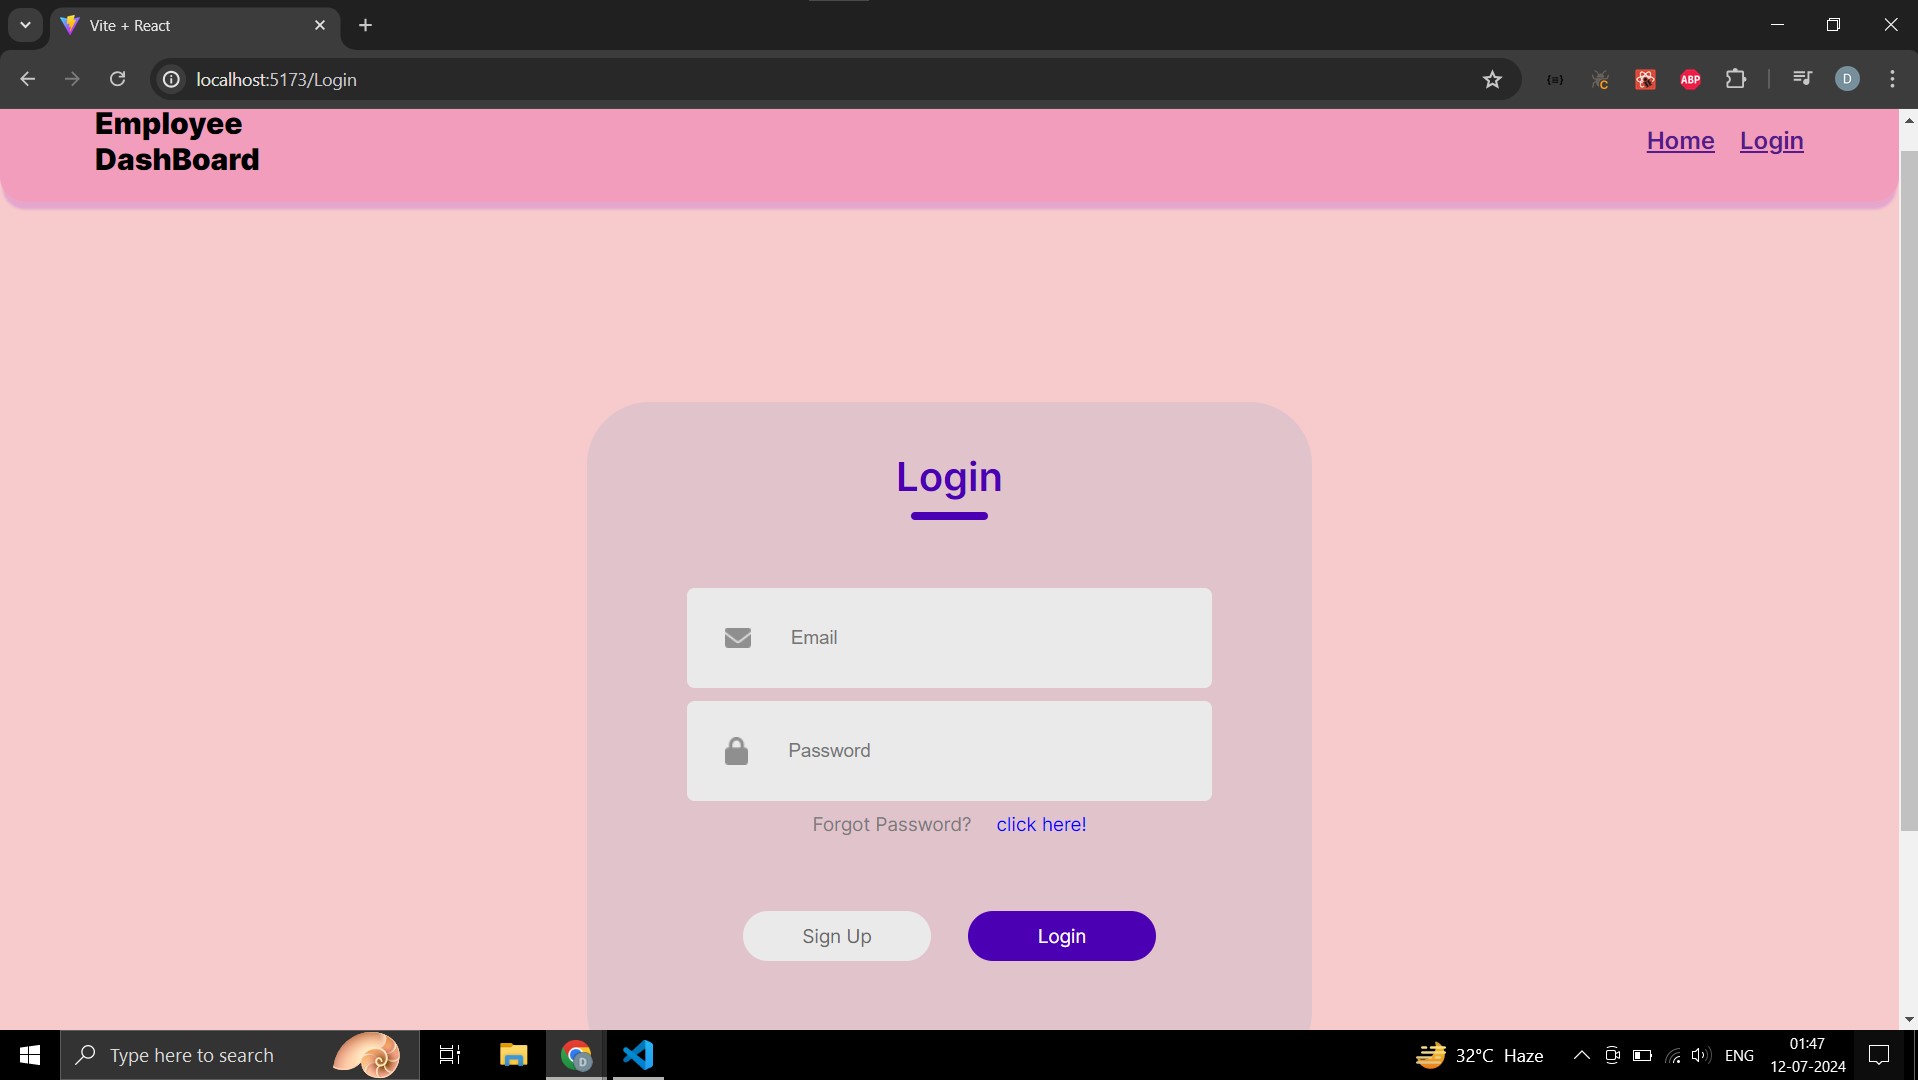 Vite + React
localhost:5173/Login
ABP
D
Employee
DashBoard
Home Login
Login
Email
Password
Forgot Password? click here!
Sign Up Login
Type here to search
D
32°C Haze
ENG
01:47
12-07-2024